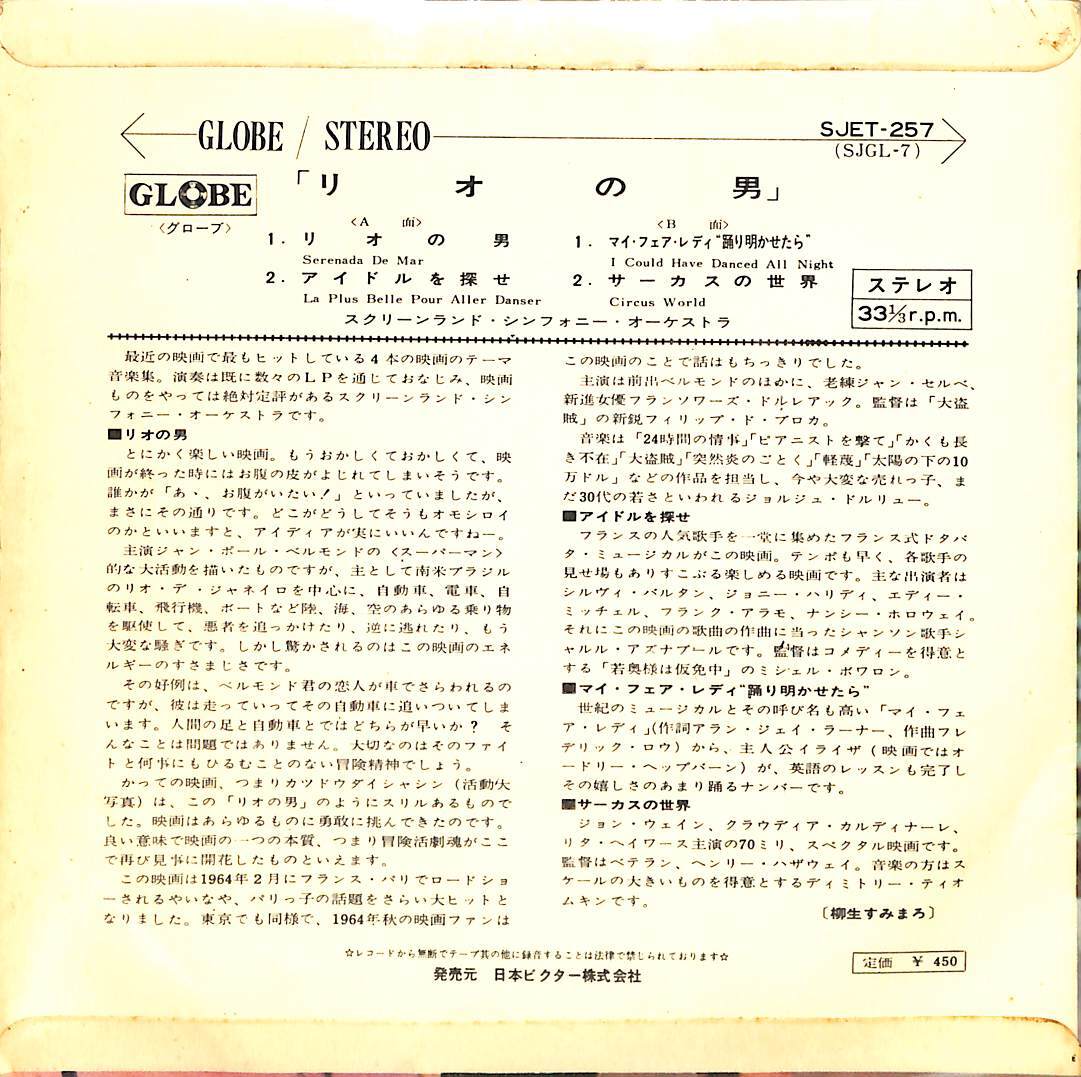 GLOBE / STEREO
SJET-257
(SJGL-7)
GLOBE
〈グローブ〉
「リオの男」
〈A 面〉
1. リオの男
Serenada De Mar
2. アイドルを探せ
La Plus Belle Pour Aller Danser
〈B 面〉
1. マイ・フェア・レディ“踊り明かせたら”
I Could Have Danced All Night
2. サーカスの世界
Circus World
スクリーンランド・シンフォニー・オーケストラ
ステレオ
33⅓r.p.m.
最近の映画で最もヒットしている4本の映画のテーマ
音楽集。演奏は既に数々のLPを通じておなじみ、映画
ものをやっては絶対定評があるスクリーンランド・シン
フォニー・オーケストラです。
■リオの男
とにかく楽しい映画。もうおかしくておかしくて、映
画が終った時にはお腹の皮がよじれてしまいそうです。
誰かが「あ、、お腹がいたい!」といっていましたが、
まさにその通りです。どこがどうしてそうもオモシロイ
のかといいますと、アイディアが実にいいんですねー。
主演ジャン・ポール・ベルモンドの〈スーパーマン〉
的な大活動を描いたものですが、主として南米ブラジル
のリオ・デ・ジャネイロを中心に、自動車、電車、自
転車、飛行機、ボートなど陸、海、空のあらゆる乗り物
を駆使して、悪者を追っかけたり、逆に逃れたり、もう
大変な騒ぎです。しかし驚かされるのはこの映画のエネ
ルギーのすさまじさです。
その好例は、ベルモンド君の恋人が車でさらわれるの
ですが、彼は走っていってその自動車に追いついてしま
います。人間の足と自動車とではどちらが早いか? そ
んなことは問題ではありません。大切なのはそのファイ
トと何事にもひるむことのない冒険精神でしょう。
かっての映画、つまりカツドウダイシャシン(活動大
写真)は、この「リオの男」のようにスリルあるもので
した。映画はあらゆるものに勇敢に挑んできたのです。
良い意味で映画の一つの本質、つまり冒険活劇魂がここ
で再び見事に開花したものといえます。
この映画は1964年2月にフランス・パリでロードショ
ーされるやいなや、パリっ子の話題をさらい大ヒットと
なりました。東京でも同様で、1964年秋の映画ファンは
この映画のことで話はもちっきりでした。
主演は前出ベルモンドのほかに、老練ジャン・セルベ、
新進女優フランソワーズ・ドルレアック。監督は「大盗
賊」の新鋭フィリップ・ド・ブロカ。
音楽は「24時間の情事」「ピアニストを撃て」「かくも長
き不在」「大盗賊」「突然炎のごとく」「軽蔑」「太陽の下の10
万ドル」などの作品を担当し、今や大変な売れっ子、ま
だ30代の若さといわれるジョルジュ・ドルリュー。
■アイドルを探せ
フランスの人気歌手を一堂に集めたフランス式ドタバ
タ・ミュージカルがこの映画。テンポも早く、各歌手の
見せ場もありすこぶる楽しめる映画です。主な出演者は
シルヴィ・バルタン、ジョニー・ハリディ、エディー・
ミッチェル、フランク・アラモ、ナンシー・ホロウェイ。
それにこの映画の歌曲の作曲に当ったシャンソン歌手シ
ャルル・アズナブールです。監督はコメディーを得意と
する「若奥様は仮免中」のミシェル・ボワロン。
■マイ・フェア・レディ“踊り明かせたら”
世紀のミュージカルとその呼び名も高い「マイ・フェ
ア・レディ」(作詞アラン・ジェイ・ラーナー、作曲フレ
デリック・ロウ)から、主人公イライザ(映画ではオ
ードリー・ヘップバーン)が、英語のレッスンも完了し
その嬉しさのあまり踊るナンバーです。
■サーカスの世界
ジョン・ウェイン、クラウディア・カルディナーレ、
リタ・ヘイワース主演の70ミリ、スペクタル映画です。
監督はベテラン、ヘンリー・ハザウェイ。音楽の方はス
ケールの大きいものを得意とするディミトリー・ティオ
ムキンです。
〔柳生すみまろ〕
☆レコードから無断でテープ其の他に録音することは法律で禁じられております☆
発売元 日本ビクター株式会社
定価 ¥ 450